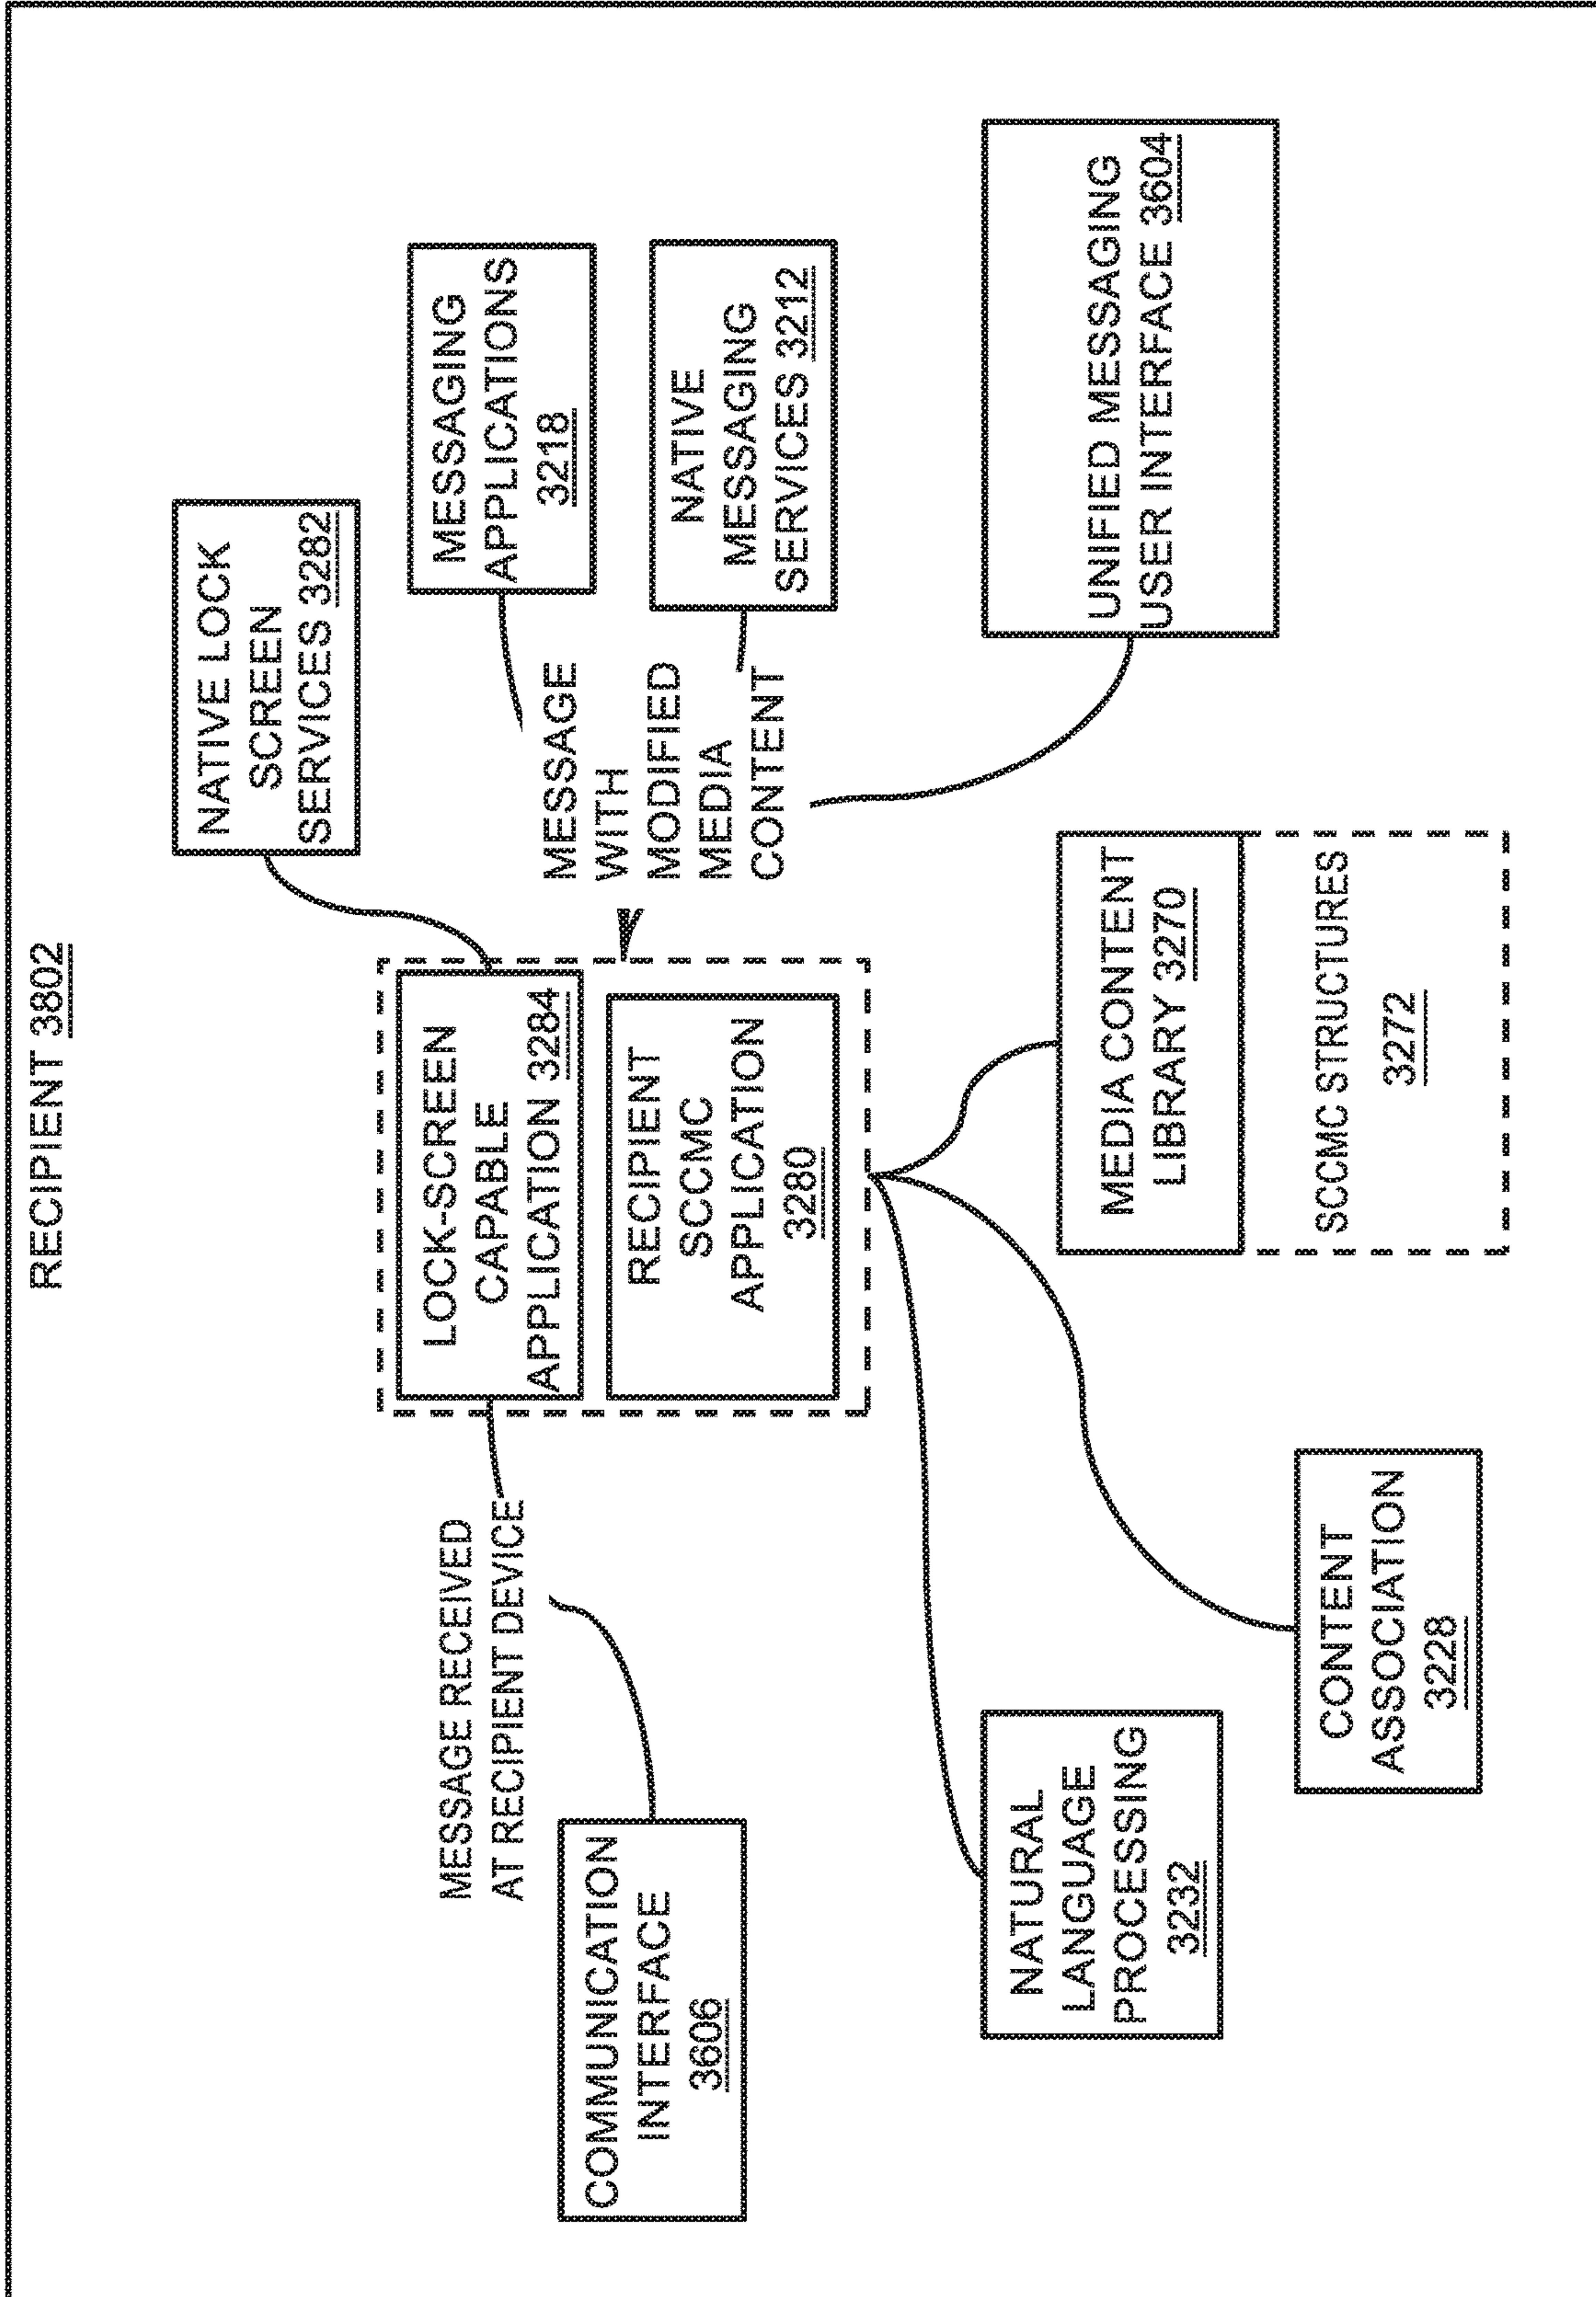 RECIPIENT 3802
NATIVE LOCK
SCREEN
SERVICES 3282
MESSAGE RECEIVED
AT RECIPIENT DEVICE
LOCK-SCREEN
CAPABLE
APPLICATION 3284
MESSAGING
APPLICATIONS
3218
COMMUNICATION
INTERFACE
3606
RECIPIENT
SCCMC
APPLICATION
3280
MESSAGE
WITH
MODIFIED
MEDIA
CONTENT
NATIVE
MESSAGING
SERVICES 3212
NATURAL
LANGUAGE
PROCESSING
3232
MEDIA CONTENT
LIBRARY 3270
UNIFIED MESSAGING
USER INTERFACE 3604
CONTENT
ASSOCIATION
3228
SCCMC STRUCTURES
3272